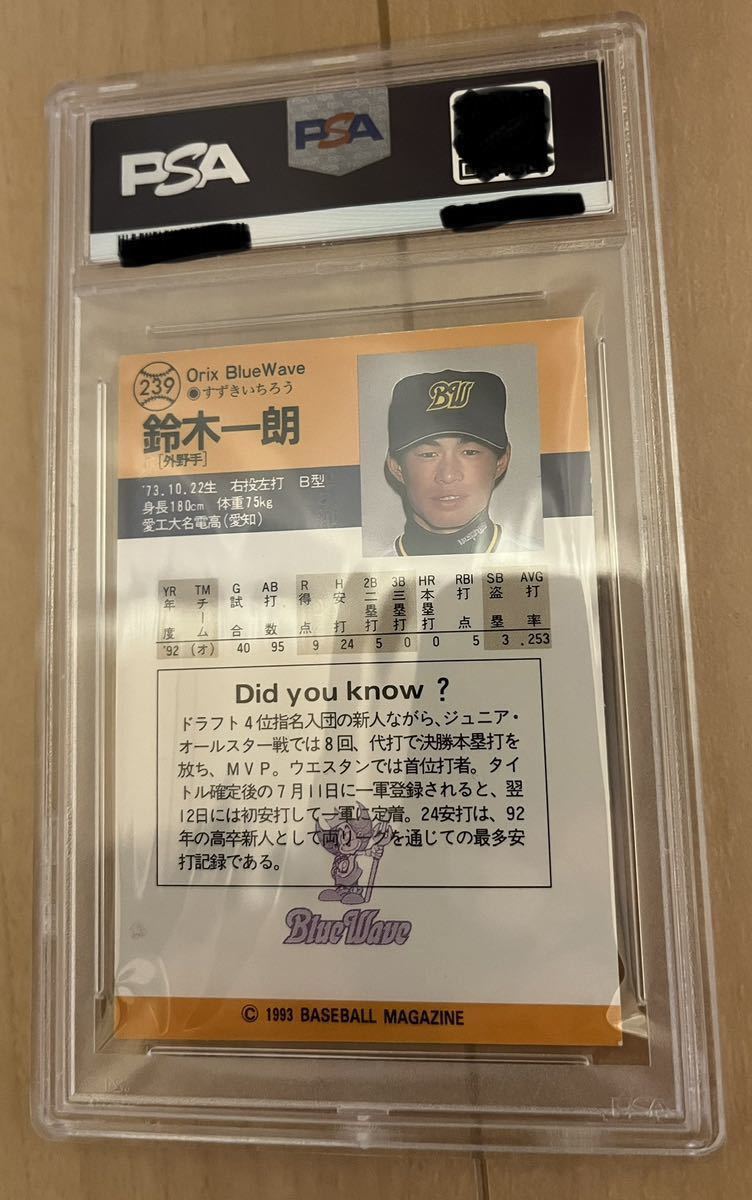 PSA
PSA
239
Orix BlueWave
●すずきいちろう
鈴木一朗
[外野手]
BW
'73.10.22生 右投左打 B型
身長180cm 体重75kg
愛工大名電高(愛知)
YR TM G AB R H 2B 3B HR RBI SB AVG
年度 チーム 試合 打数 得点 安打 二塁打 三塁打 本塁打 打点 盗塁 打率
'92 (オ) 40 95 9 24 5 0 0 5 3 .253
Did you know ?
ドラフト4位指名入団の新人ながら、ジュニア・
オールスター戦では8回、代打で決勝本塁打を
放ち、MVP。ウエスタンでは首位打者。タイ
トル確定後の7月11日に一軍登録されると、翌
12日には初安打して一軍に定着。24安打は、92
年の高卒新人として両リーグを通じての最多安
打記録である。
BlueWave
© 1993 BASEBALL MAGAZINE